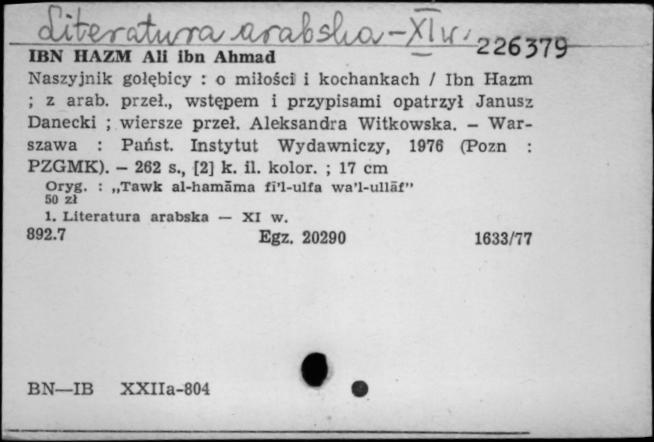 Literatura arabska – XI w.
226379
IBN HAZM Ali ibn Ahmad
Naszyjnik gołębicy : o miłości i kochankach / Ibn Hazm
; z arab. przeł., wstępem i przypisami opatrzył Janusz
Danecki ; wiersze przeł. Aleksandra Witkowska. – War-
szawa : Państ. Instytut Wydawniczy, 1976 (Pozn :
PZGMK). – 262 s., [2] k. il. kolor. ; 17 cm
Oryg. : „Tawk al-hamāma fi'l-ulfa wa'l-ullāf”
50 zł
1. Literatura arabska — XI w.
892.7 Egz. 20290 1633/77
BN—IB XXIIa-804